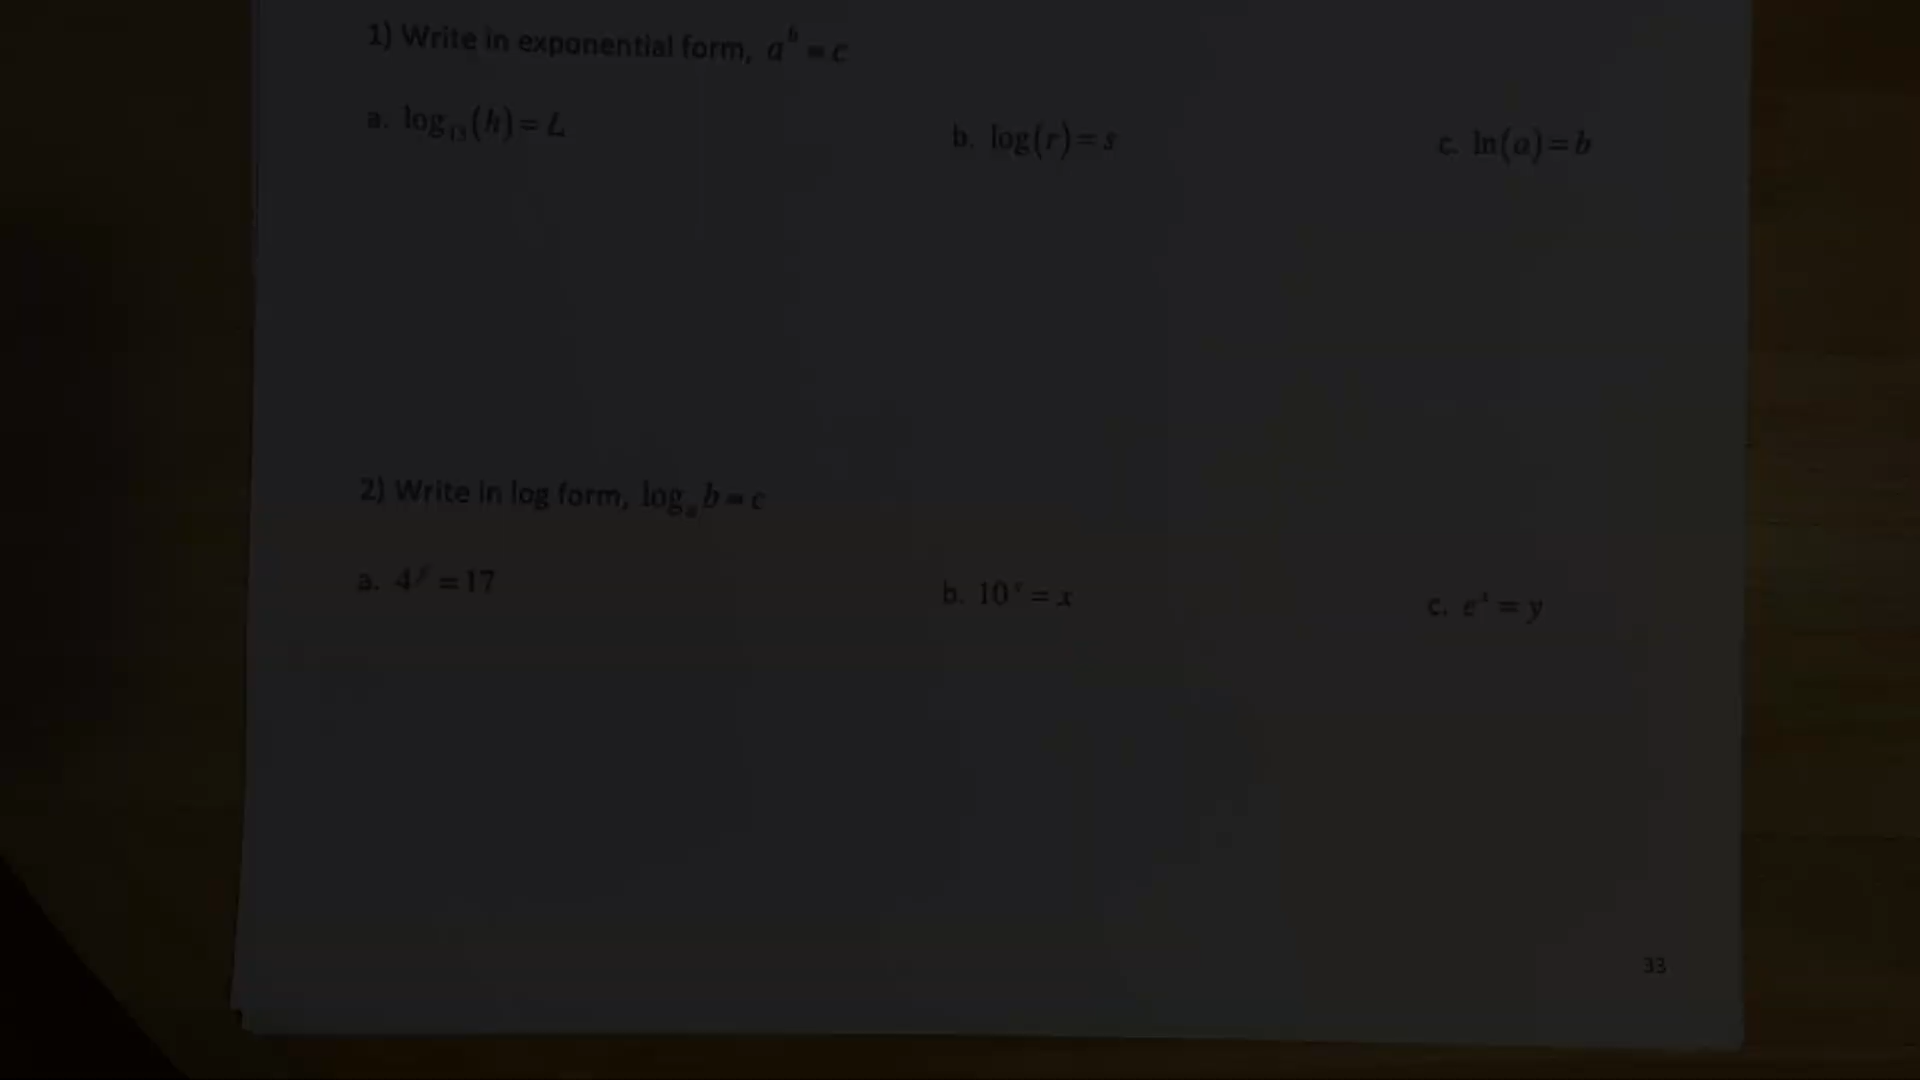 1) Write in exponential form, a^b = c
a. log₁₃(h) = L
b. log(r) = s
c. ln(a) = b
2) Write in log form, logₐ b = c
a. 4 = 17
b. 10 = x
c. e = y
33